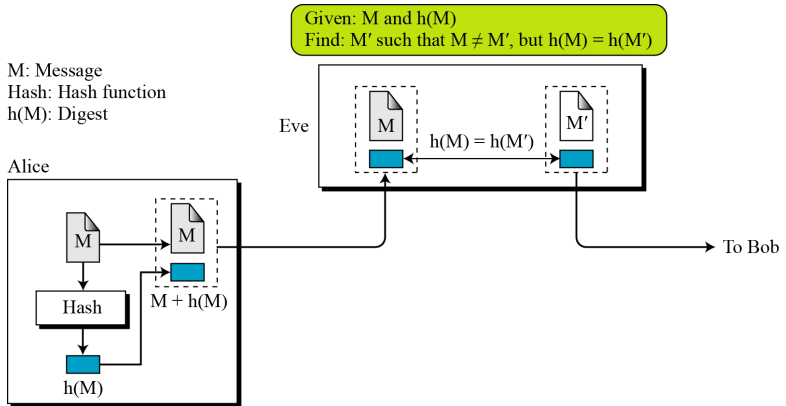 Given: M and h(M)
Find: M′ such that M ≠ M′, but h(M) = h(M′)
M: Message
Hash: Hash function
h(M): Digest
Eve
M
M′
h(M) = h(M′)
Alice
M
M
M + h(M)
Hash
h(M)
To Bob